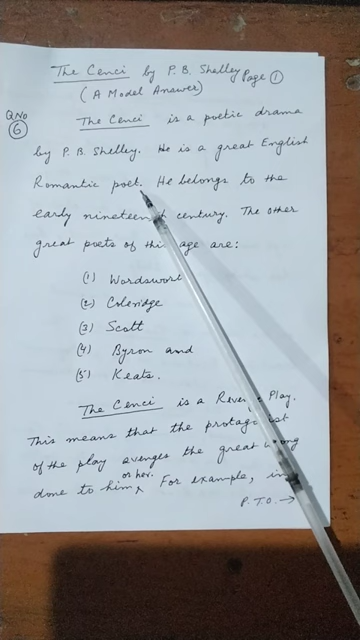 The Cenci by P. B. Shelley Page 1
(A Model Answer)
Q No 6
The Cenci is a poetic drama
by P. B. Shelley. He is a great English
Romantic poet. He belongs to the
early nineteenth century. The other
great poets of this age are:
(1) Wordswort
(2) Coleridge
(3) Scott
(4) Byron and
(5) Keats.
The Cenci is a Revenge Play.
This means that the protagonist
of the play avenges the great wrong
or her.
done to him ‸ For example, in
P. T. O. →